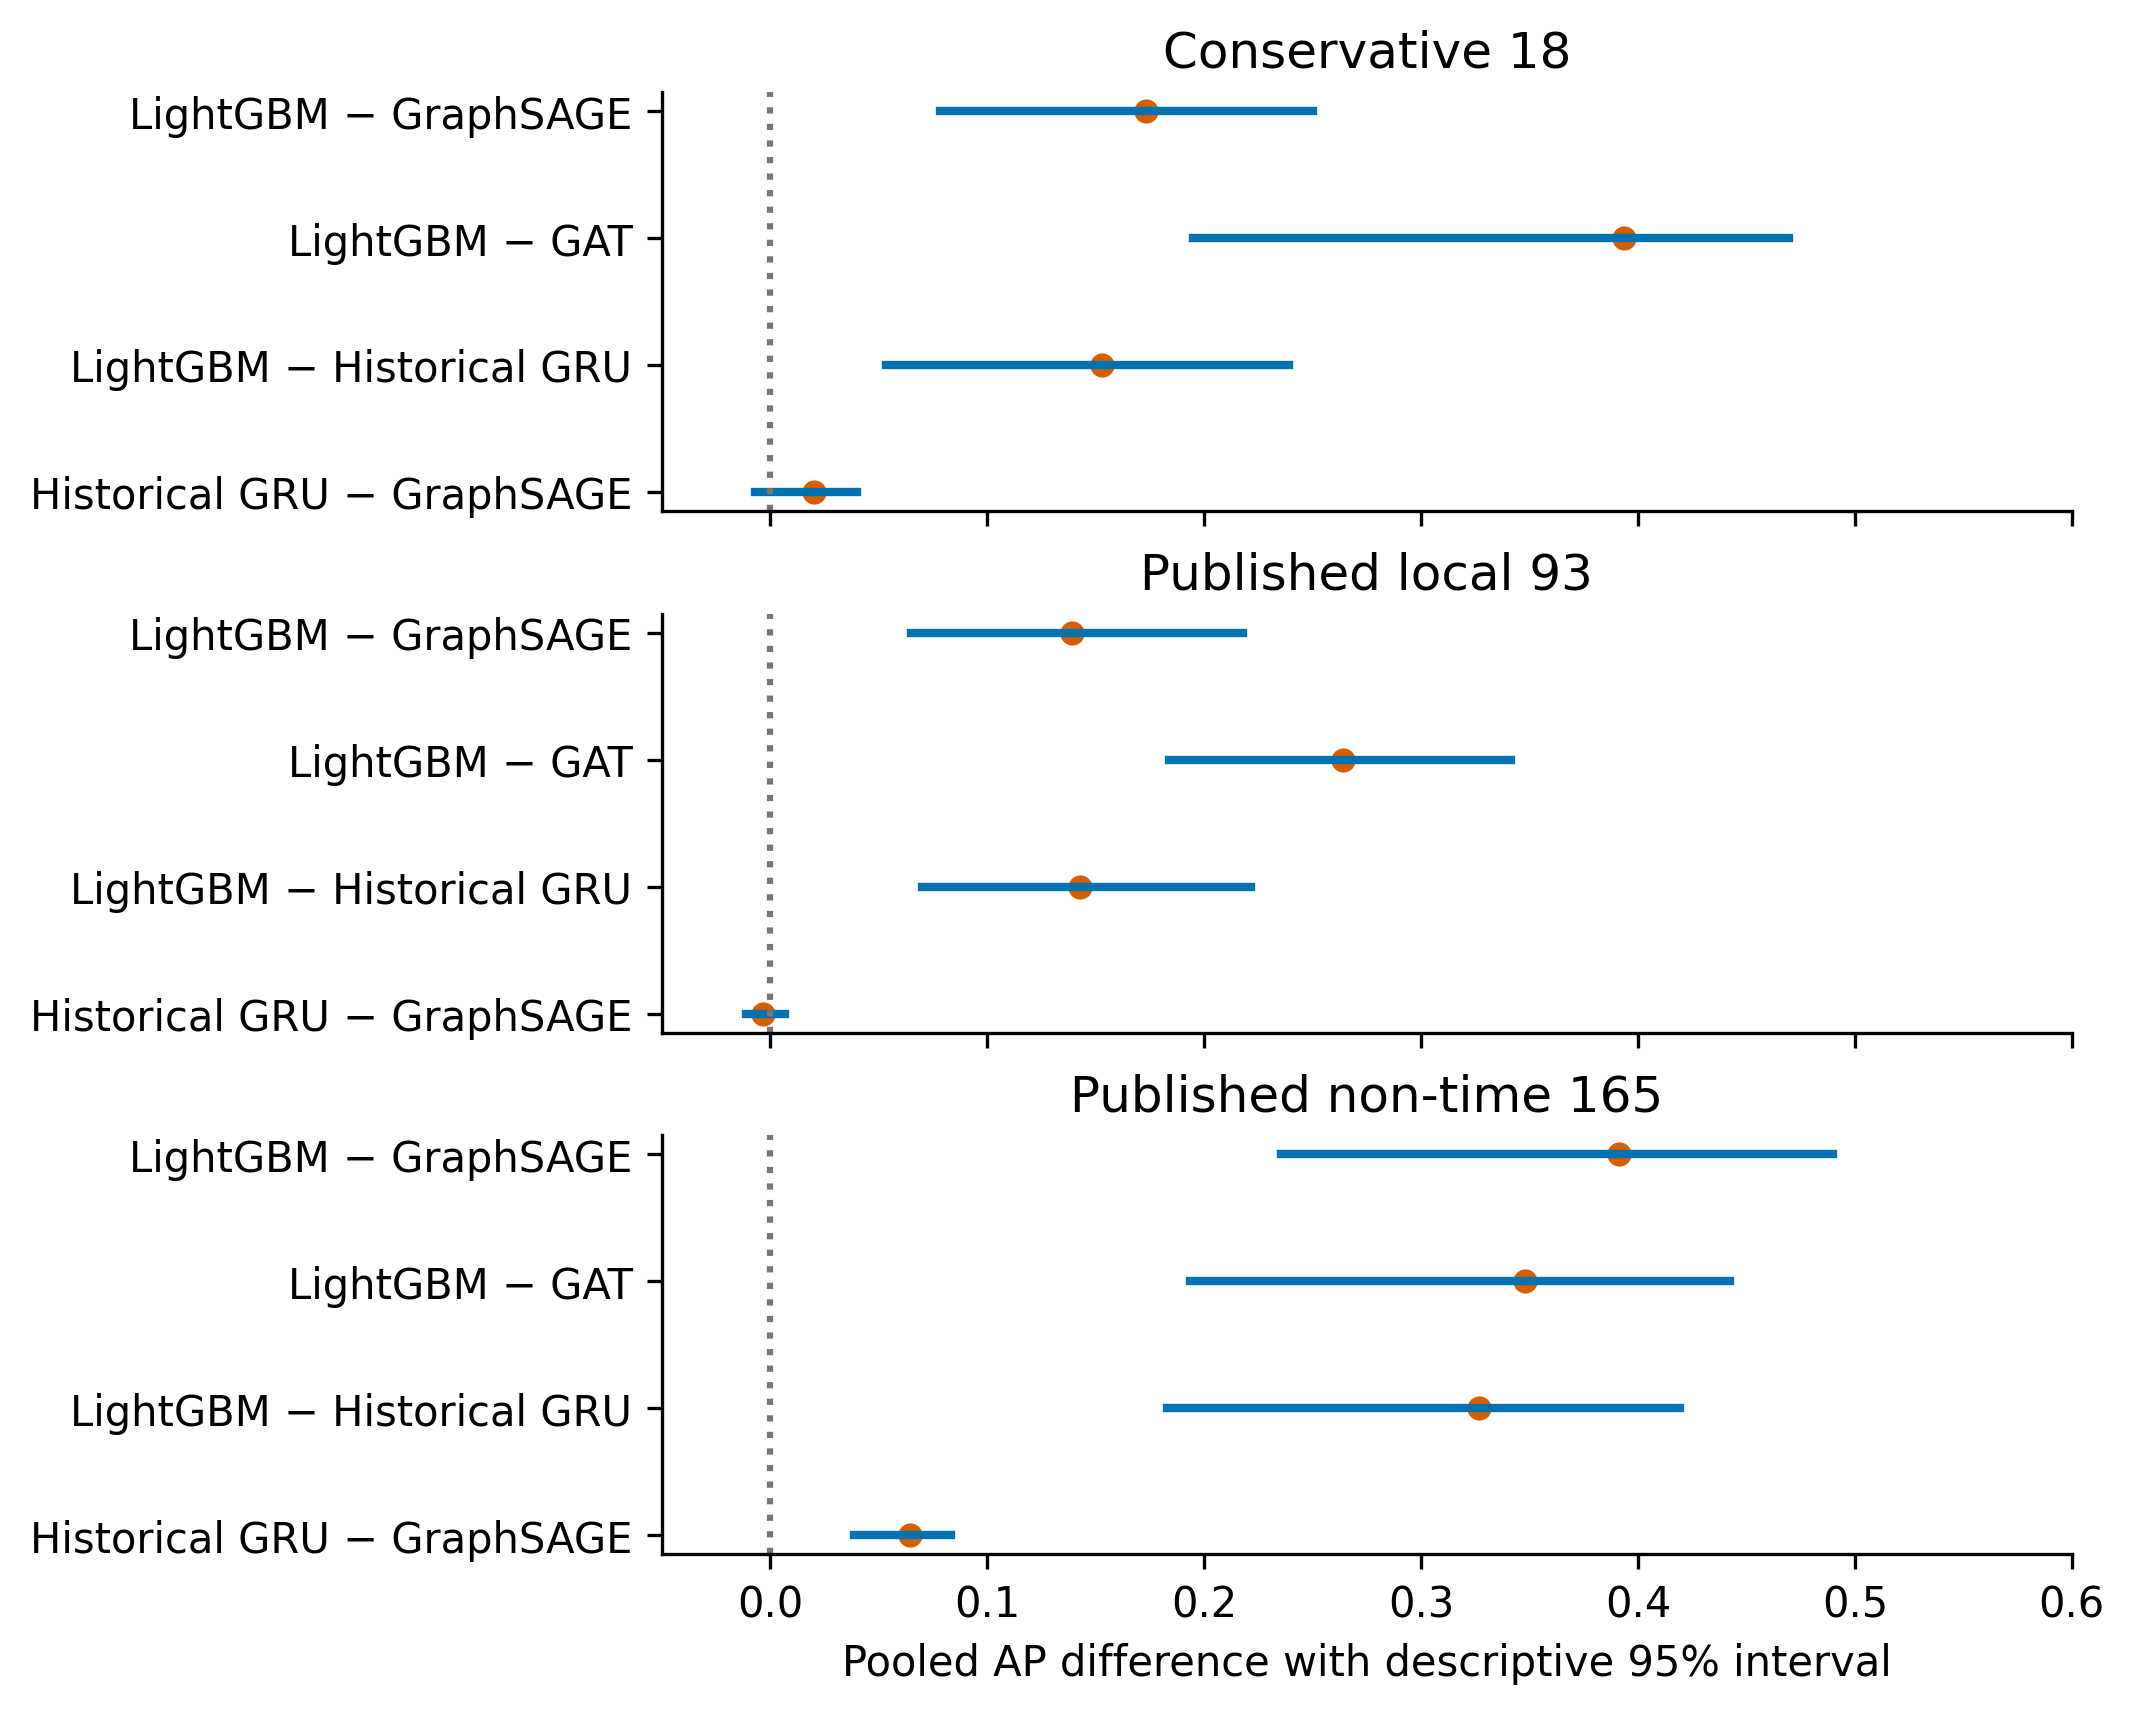 Conservative 18
LightGBM − GraphSAGE
LightGBM − GAT
LightGBM − Historical GRU
Historical GRU − GraphSAGE
Published local 93
LightGBM − GraphSAGE
LightGBM − GAT
LightGBM − Historical GRU
Historical GRU − GraphSAGE
Published non-time 165
LightGBM − GraphSAGE
LightGBM − GAT
LightGBM − Historical GRU
Historical GRU − GraphSAGE
0.0 0.1 0.2 0.3 0.4 0.5 0.6
Pooled AP difference with descriptive 95% interval